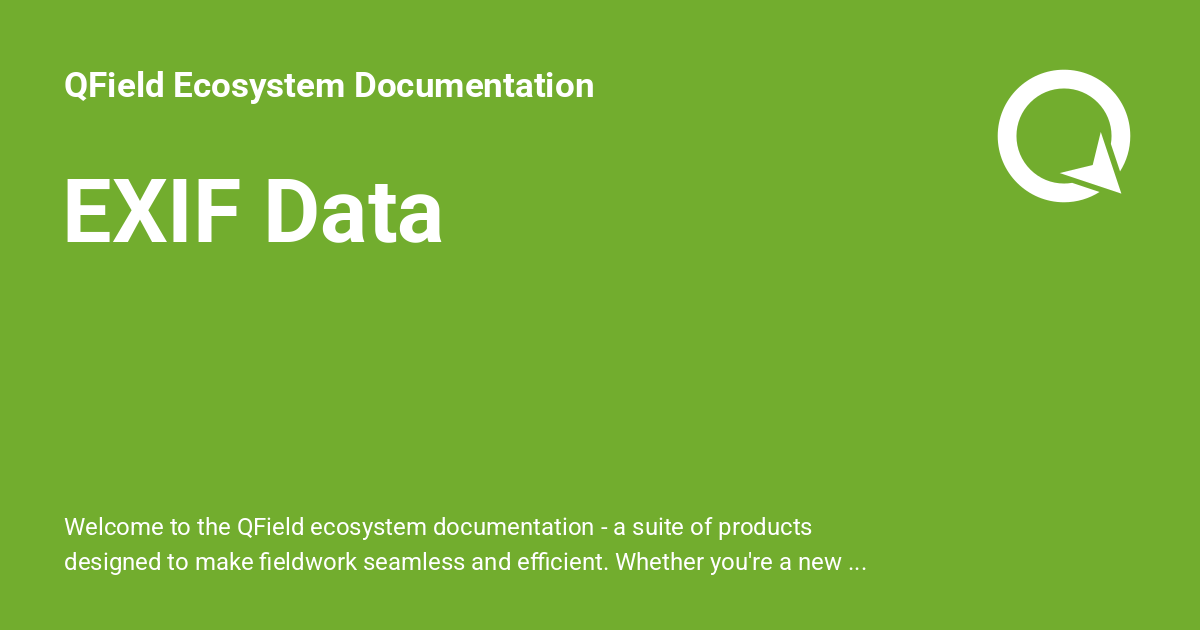 QField Ecosystem Documentation
EXIF Data
Welcome to the QField ecosystem documentation - a suite of products
designed to make fieldwork seamless and efficient. Whether you're a new ...